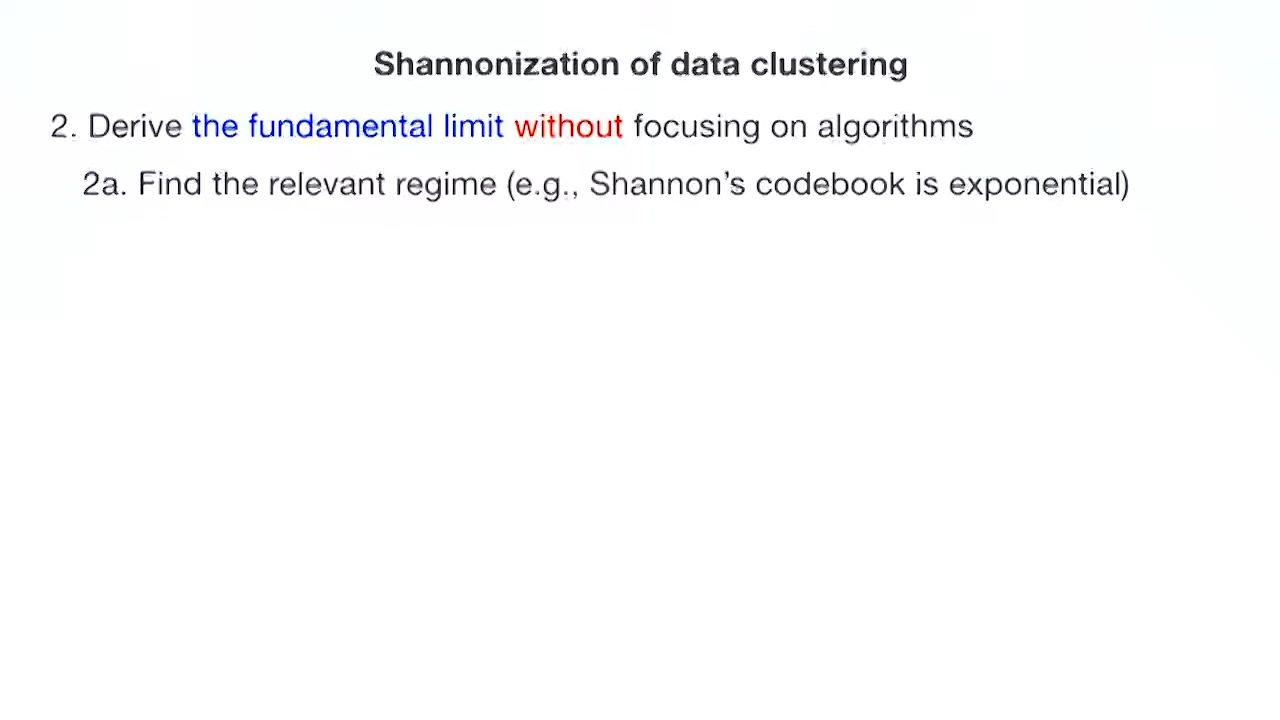 Shannonization of data clustering
2. Derive the fundamental limit without focusing on algorithms
2a. Find the relevant regime (e.g., Shannon's codebook is exponential)